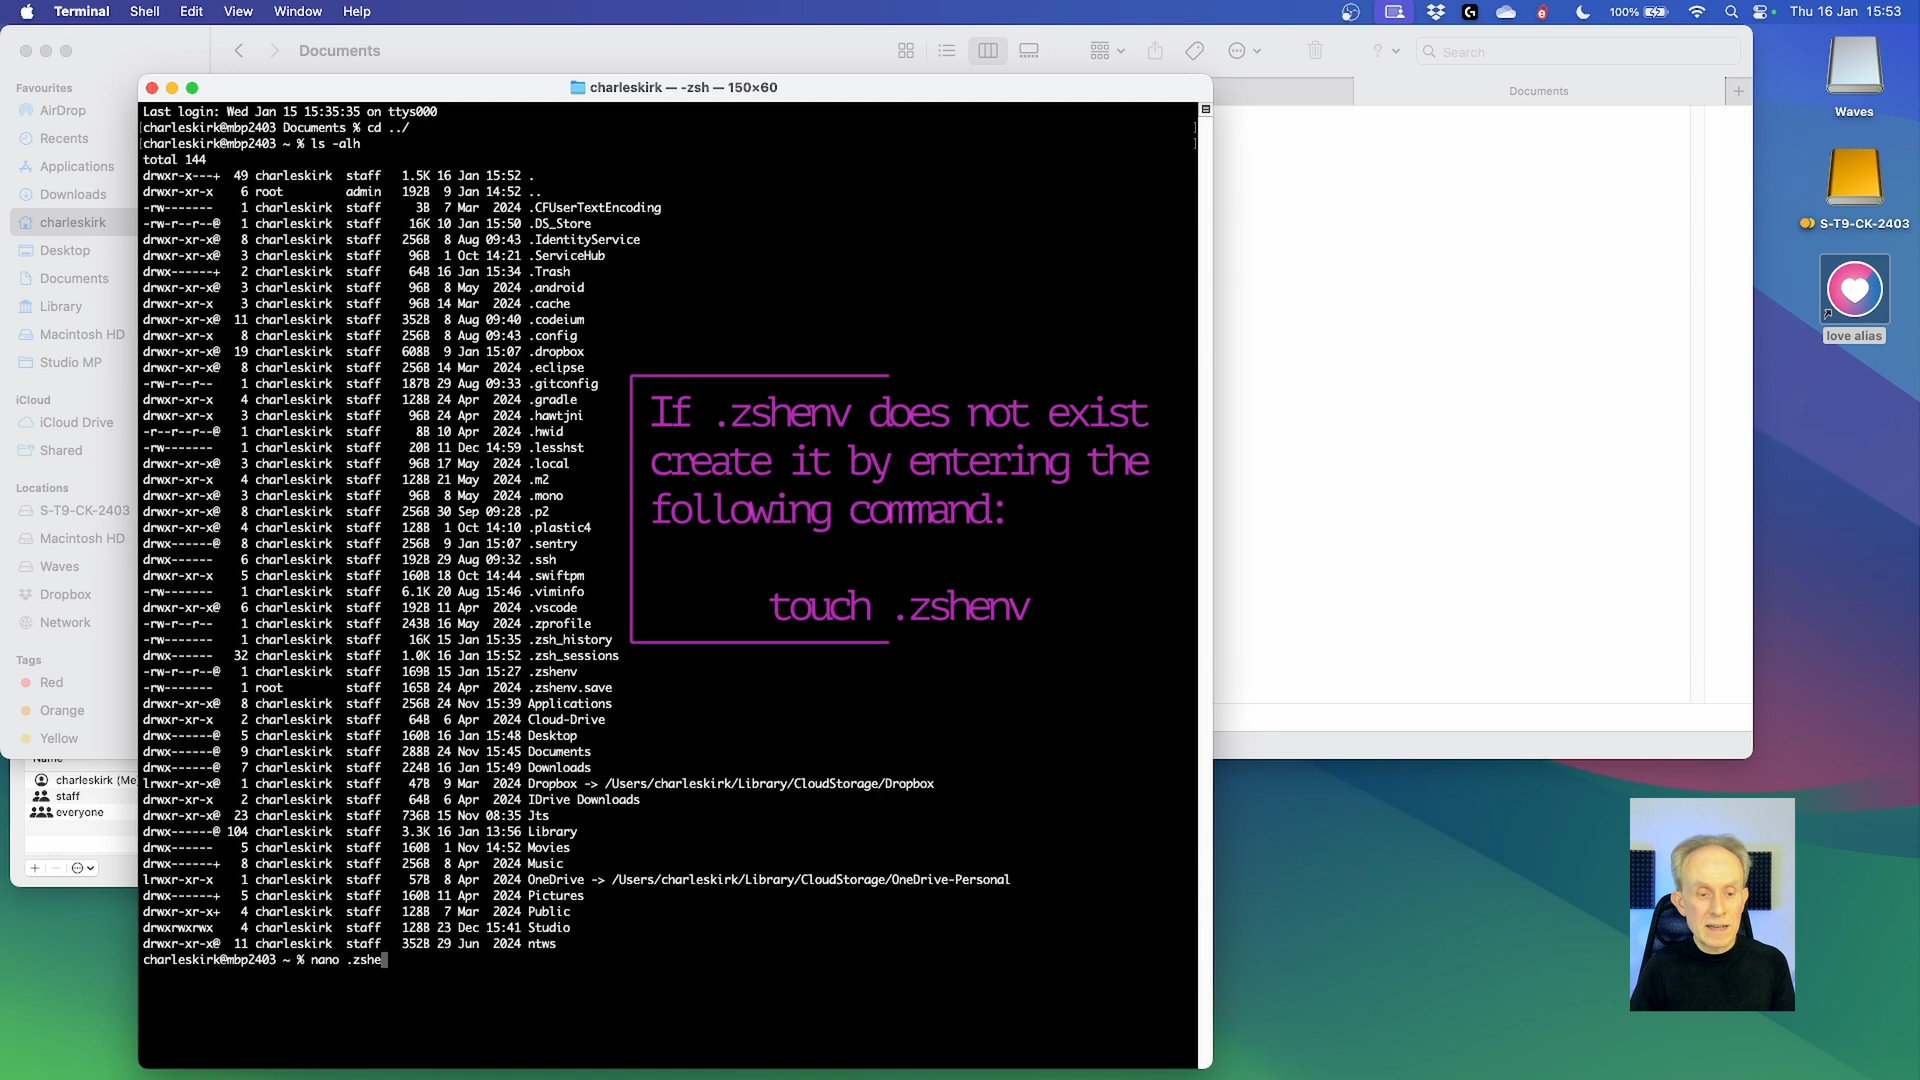 Terminal Shell Edit View Window Help 100% Thu 16 Jan 15:53
Documents
Search
Documents
Favourites
AirDrop
Recents
Applications
Downloads
charleskirk
Desktop
Documents
Library
Macintosh HD
Studio MP
iCloud
iCloud Drive
Shared
Locations
S-T9-CK-2403
Macintosh HD
Waves
Dropbox
Network
Tags
Red
Orange
Yellow
Name
charleskirk (Me
staff
everyone
charleskirk — -zsh — 150×60
Last login: Wed Jan 15 15:35:35 on ttys000
[charleskirk@mbp2403 Documents % cd ../ ]
[charleskirk@mbp2403 ~ % ls -alh ]
total 144
drwxr-x---+ 49 charleskirk staff 1.5K 16 Jan 15:52 .
drwxr-xr-x 6 root admin 192B 9 Jan 14:52 ..
-rw------- 1 charleskirk staff 3B 7 Mar 2024 .CFUserTextEncoding
-rw-r--r--@ 1 charleskirk staff 16K 10 Jan 15:50 .DS_Store
drwxr-xr-x@ 8 charleskirk staff 256B 8 Aug 09:43 .IdentityService
drwxr-xr-x@ 3 charleskirk staff 96B 1 Oct 14:21 .ServiceHub
drwx------+ 2 charleskirk staff 64B 16 Jan 15:34 .Trash
drwxr-xr-x@ 3 charleskirk staff 96B 8 May 2024 .android
drwxr-xr-x 3 charleskirk staff 96B 14 Mar 2024 .cache
drwxr-xr-x@ 11 charleskirk staff 352B 8 Aug 09:40 .codeium
drwxr-xr-x 8 charleskirk staff 256B 8 Aug 09:43 .config
drwxr-xr-x@ 19 charleskirk staff 608B 9 Jan 15:07 .dropbox
drwxr-xr-x@ 8 charleskirk staff 256B 14 Mar 2024 .eclipse
-rw-r--r-- 1 charleskirk staff 187B 29 Aug 09:33 .gitconfig
drwxr-xr-x 4 charleskirk staff 128B 24 Apr 2024 .gradle
drwxr-xr-x 3 charleskirk staff 96B 24 Apr 2024 .hawtjni
-r--r--r--@ 1 charleskirk staff 8B 10 Apr 2024 .hwid
-rw------- 1 charleskirk staff 20B 11 Dec 14:59 .lesshst
drwxr-xr-x@ 3 charleskirk staff 96B 17 May 2024 .local
drwxr-xr-x 4 charleskirk staff 128B 21 May 2024 .m2
drwxr-xr-x@ 3 charleskirk staff 96B 8 May 2024 .mono
drwxr-xr-x@ 8 charleskirk staff 256B 30 Sep 09:28 .p2
drwxr-xr-x@ 4 charleskirk staff 128B 1 Oct 14:10 .plastic4
drwx------@ 8 charleskirk staff 256B 9 Jan 15:07 .sentry
drwx------ 6 charleskirk staff 192B 29 Aug 09:32 .ssh
drwxr-xr-x 5 charleskirk staff 160B 18 Oct 14:44 .swiftpm
-rw------- 1 charleskirk staff 6.1K 20 Aug 15:46 .viminfo
drwxr-xr-x@ 6 charleskirk staff 192B 11 Apr 2024 .vscode
-rw-r--r-- 1 charleskirk staff 243B 16 May 2024 .zprofile
-rw------- 1 charleskirk staff 16K 15 Jan 15:35 .zsh_history
drwx------ 32 charleskirk staff 1.0K 16 Jan 15:52 .zsh_sessions
-rw-r--r--@ 1 charleskirk staff 169B 15 Jan 15:27 .zshenv
-rw------- 1 root staff 165B 24 Apr 2024 .zshenv.save
drwxr-xr-x@ 8 charleskirk staff 256B 24 Nov 15:39 Applications
drwxr-xr-x 2 charleskirk staff 64B 6 Apr 2024 Cloud-Drive
drwx------@ 5 charleskirk staff 160B 16 Jan 15:48 Desktop
drwx------@ 9 charleskirk staff 288B 24 Nov 15:45 Documents
drwx------@ 7 charleskirk staff 224B 16 Jan 15:49 Downloads
lrwxr-xr-x@ 1 charleskirk staff 47B 9 Mar 2024 Dropbox -> /Users/charleskirk/Library/CloudStorage/Dropbox
drwxr-xr-x 2 charleskirk staff 64B 6 Apr 2024 IDrive Downloads
drwxr-xr-x@ 23 charleskirk staff 736B 15 Nov 08:35 Jts
drwx------@ 104 charleskirk staff 3.3K 16 Jan 13:56 Library
drwx------ 5 charleskirk staff 160B 1 Nov 14:52 Movies
drwx------+ 8 charleskirk staff 256B 8 Apr 2024 Music
lrwxr-xr-x 1 charleskirk staff 57B 8 Apr 2024 OneDrive -> /Users/charleskirk/Library/CloudStorage/OneDrive-Personal
drwx------+ 5 charleskirk staff 160B 11 Apr 2024 Pictures
drwxr-xr-x+ 4 charleskirk staff 128B 7 Mar 2024 Public
drwxrwxrwx 4 charleskirk staff 128B 23 Dec 15:41 Studio
drwxr-xr-x@ 11 charleskirk staff 352B 29 Jun 2024 ntws
charleskirk@mbp2403 ~ % nano .zshe
If .zshenv does not exist
create it by entering the
following command:
touch .zshenv
Waves
S-T9-CK-2403
love alias